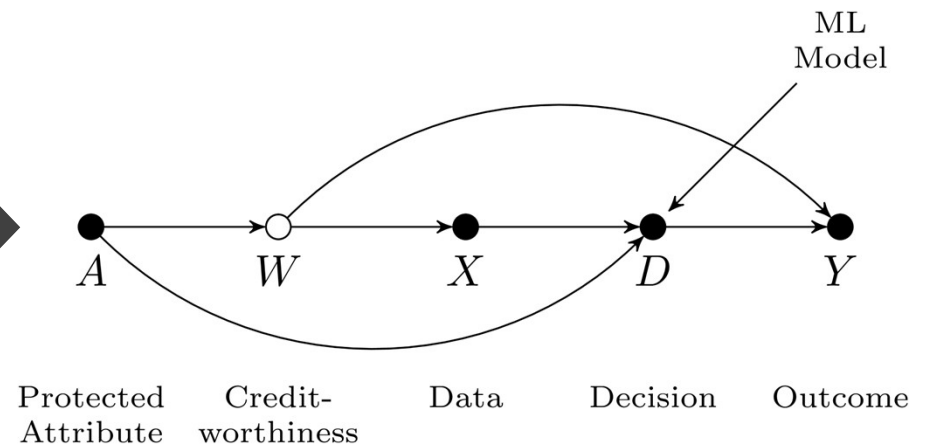 ML
Model
A W X D Y
Protected Credit- Data Decision Outcome
Attribute worthiness